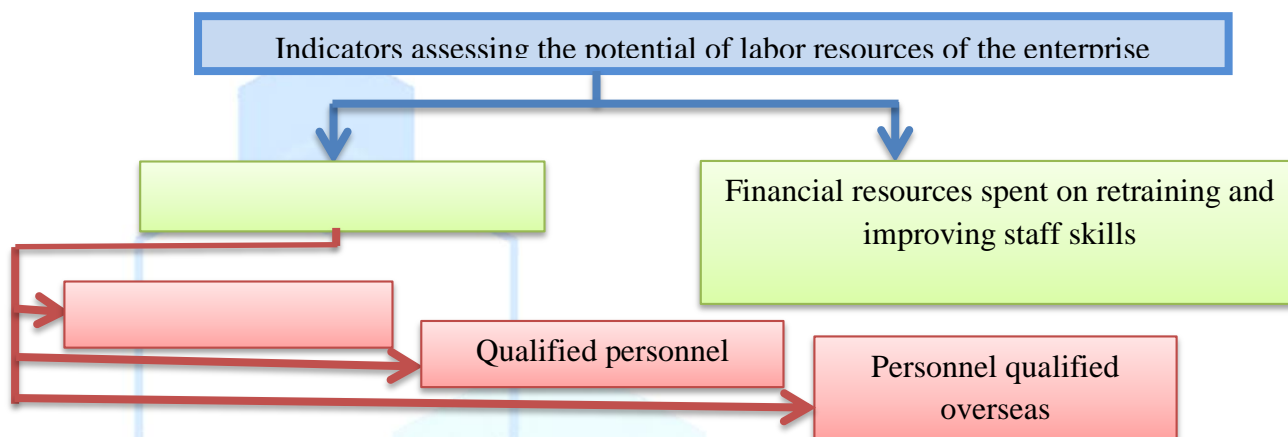 Indicators assessing the potential of labor resources of the enterprise
Financial resources spent on retraining and
improving staff skills
Qualified personnel
Personnel qualified
overseas